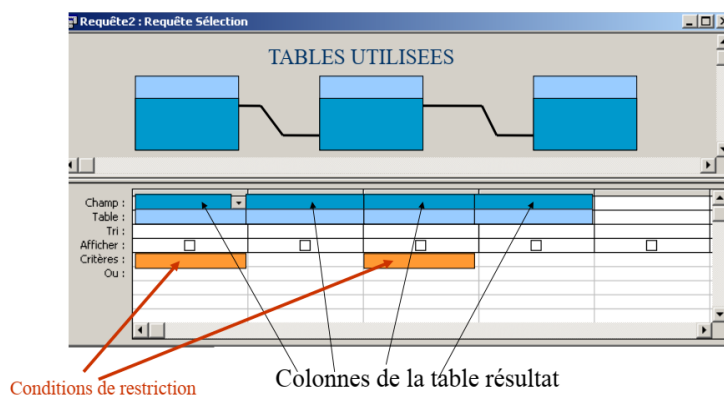 Requête2 : Requête Sélection
TABLES UTILISEES
Champ :
Table :
Tri :
Afficher :
Critères :
Ou :
Conditions de restriction
Colonnes de la table résultat